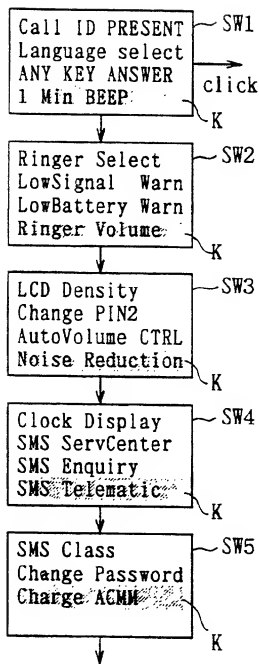 Call ID PRESENT
Language select
ANY KEY ANSWER
1 Min BEEP
SW1
click
K
Ringer Select
LowSignal Warn
LowBattery Warn
Ringer Volume
SW2
K
LCD Density
Change PIN2
AutoVolume CTRL
Noise Reduction
SW3
K
Clock Display
SMS ServCenter
SMS Enquiry
SMS Telematic
SW4
K
SMS Class
Change Password
Charge ACMM
SW5
K